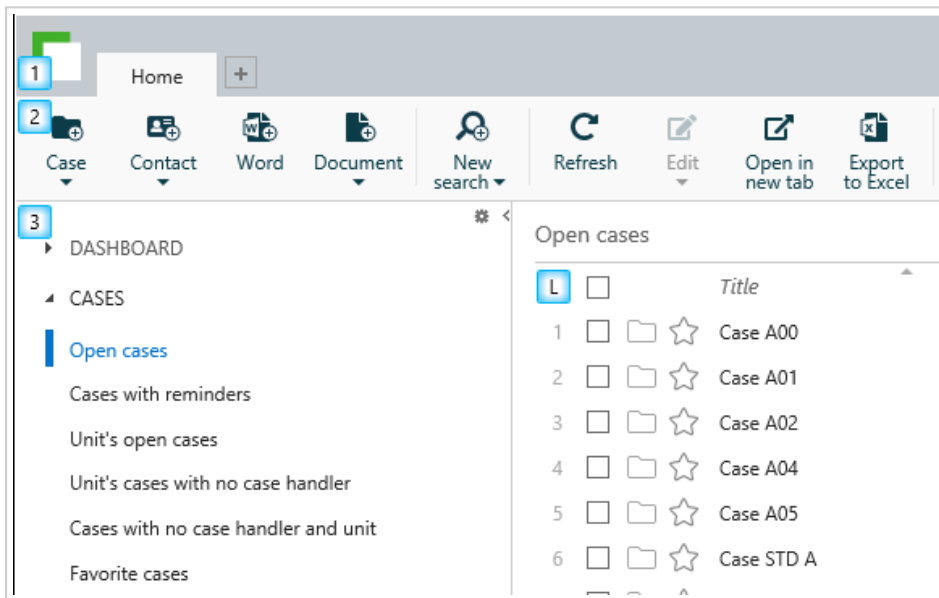 1
Home +
2
Case Contact Word Document New search Refresh Edit Open in new tab Export to Excel
3
DASHBOARD
CASES
Open cases
Cases with reminders
Unit's open cases
Unit's cases with no case handler
Cases with no case handler and unit
Favorite cases
Open cases
L Title
1 Case A00
2 Case A01
3 Case A02
4 Case A04
5 Case A05
6 Case STD A